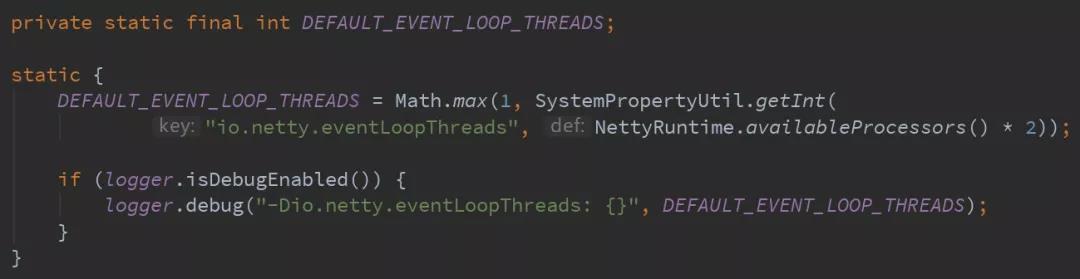 private static final int DEFAULT_EVENT_LOOP_THREADS;
static {
DEFAULT_EVENT_LOOP_THREADS = Math.max(1, SystemPropertyUtil.getInt(
key: "io.netty.eventLoopThreads", def: NettyRuntime.availableProcessors() * 2));
if (logger.isDebugEnabled()) {
logger.debug("-Dio.netty.eventLoopThreads: {}", DEFAULT_EVENT_LOOP_THREADS);
}
}